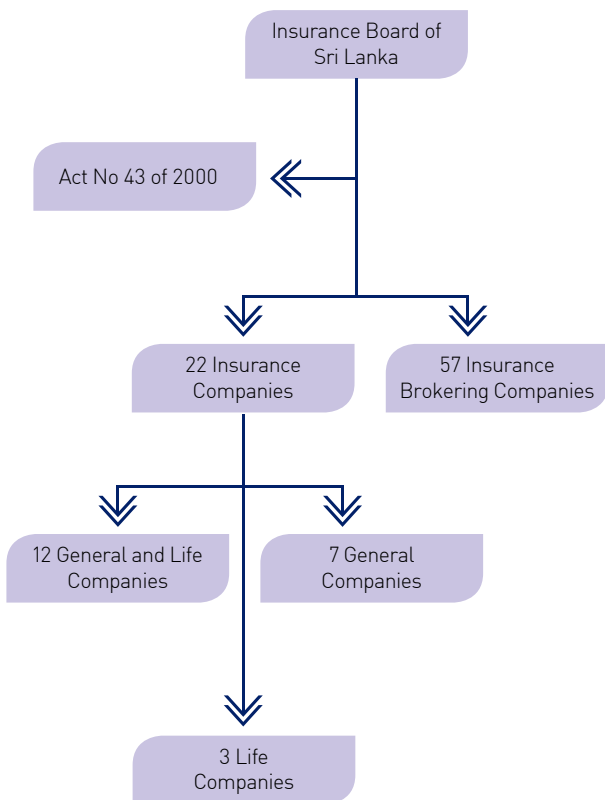 Insurance Board of
Sri Lanka
Act No 43 of 2000
22 Insurance
Companies
57 Insurance
Brokering Companies
12 General and Life
Companies
7 General
Companies
3 Life
Companies